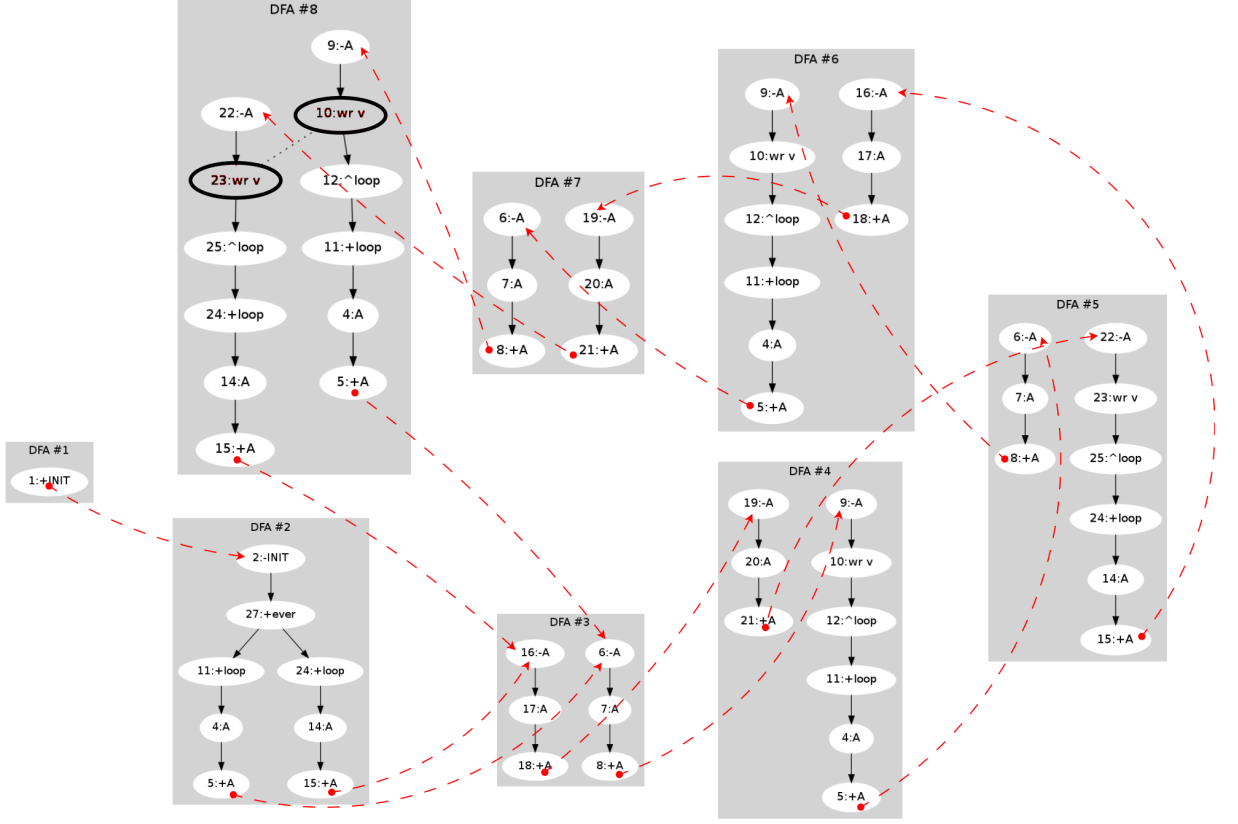 DFA #8
9:-A
22:-A
10:wr v
23:wr v
12:^loop
25:^loop
11:+loop
24:+loop
4:A
14:A
5:+A
15:+A
DFA #7
6:-A
19:-A
7:A
20:A
8:+A
21:+A
DFA #6
9:-A
16:-A
10:wr v
17:A
12:^loop
18:+A
11:+loop
4:A
5:+A
DFA #5
6:-A
22:-A
7:A
23:wr v
8:+A
25:^loop
24:+loop
14:A
15:+A
DFA #1
1:+INIT
DFA #2
2:-INIT
27:+ever
11:+loop
24:+loop
4:A
14:A
5:+A
15:+A
DFA #3
16:-A
6:-A
17:A
7:A
18:+A
8:+A
DFA #4
19:-A
9:-A
20:A
10:wr v
21:+A
12:^loop
11:+loop
4:A
5:+A